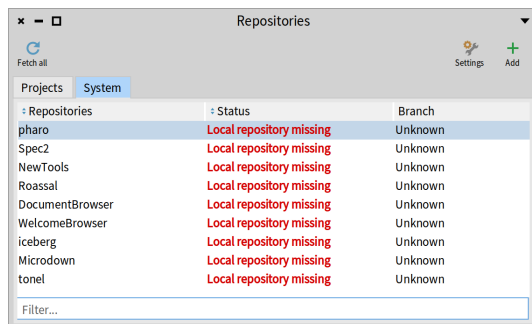 Repositories
Fetch all
Settings
Add
Projects
System
Repositories Status Branch
pharo Local repository missing Unknown
Spec2 Local repository missing Unknown
NewTools Local repository missing Unknown
Roassal Local repository missing Unknown
DocumentBrowser Local repository missing Unknown
WelcomeBrowser Local repository missing Unknown
iceberg Local repository missing Unknown
Microdown Local repository missing Unknown
tonel Local repository missing Unknown
Filter...